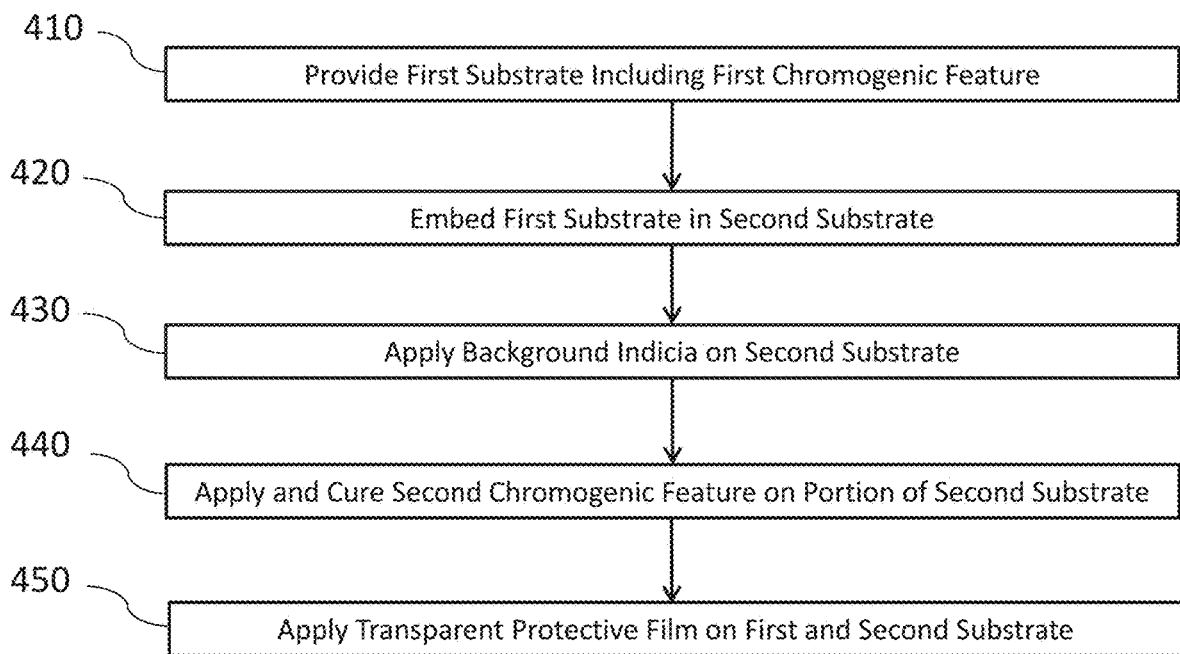 410
Provide First Substrate Including First Chromogenic Feature
420
Embed First Substrate in Second Substrate
430
Apply Background Indicia on Second Substrate
440
Apply and Cure Second Chromogenic Feature on Portion of Second Substrate
450
Apply Transparent Protective Film on First and Second Substrate